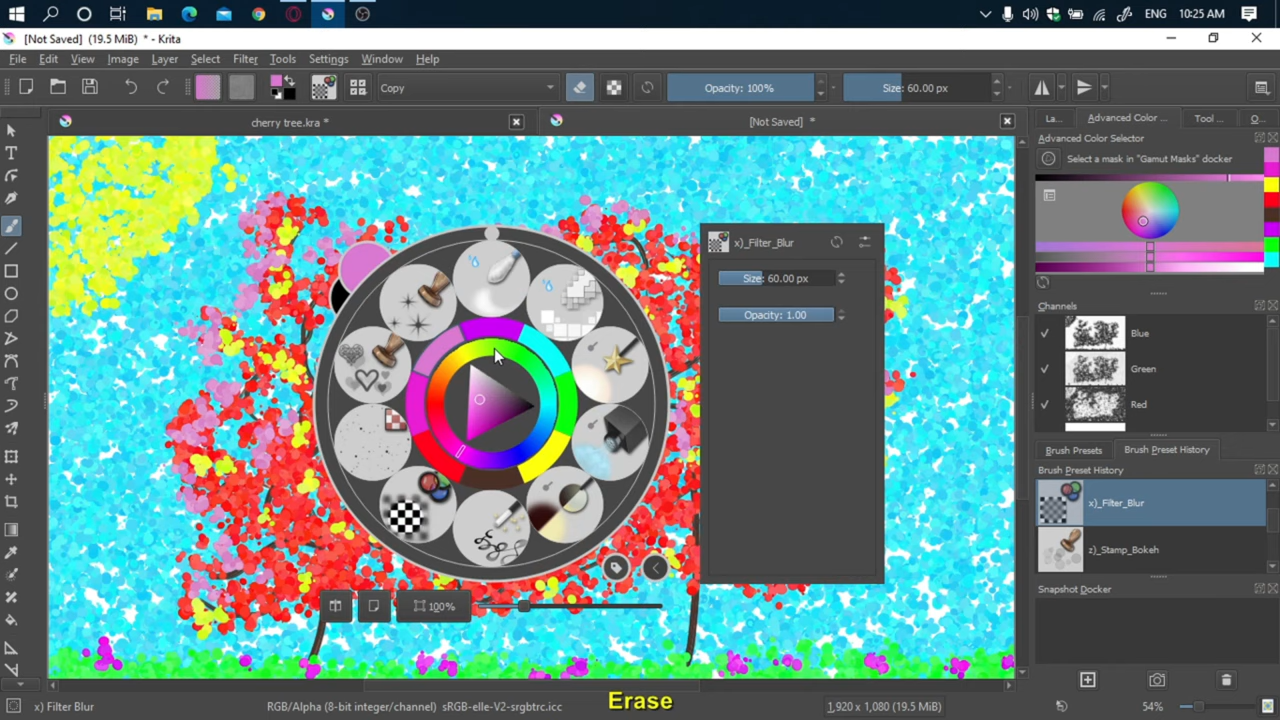 ENG
10:25 AM
[Not Saved] (19.5 MiB) * - Krita
File Edit View Image Layer Select Filter Tools Settings Window Help
Copy
Opacity: 100%
Size: 60.00 px
cherry tree.kra *
[Not Saved] *
La...
Advanced Color ...
Tool ...
O...
Advanced Color Selector
Select a mask in "Gamut Masks" docker
x)_Filter_Blur
Size: 60.00 px
Opacity: 1.00
100%
Channels
Blue
Green
Red
Brush Presets
Brush Preset History
Brush Preset History
x)_Filter_Blur
z)_Stamp_Bokeh
Snapshot Docker
x) Filter Blur
RGB/Alpha (8-bit integer/channel) sRGB-elle-V2-srgbtrc.icc
Erase
1,920 x 1,080 (19.5 MiB)
54%